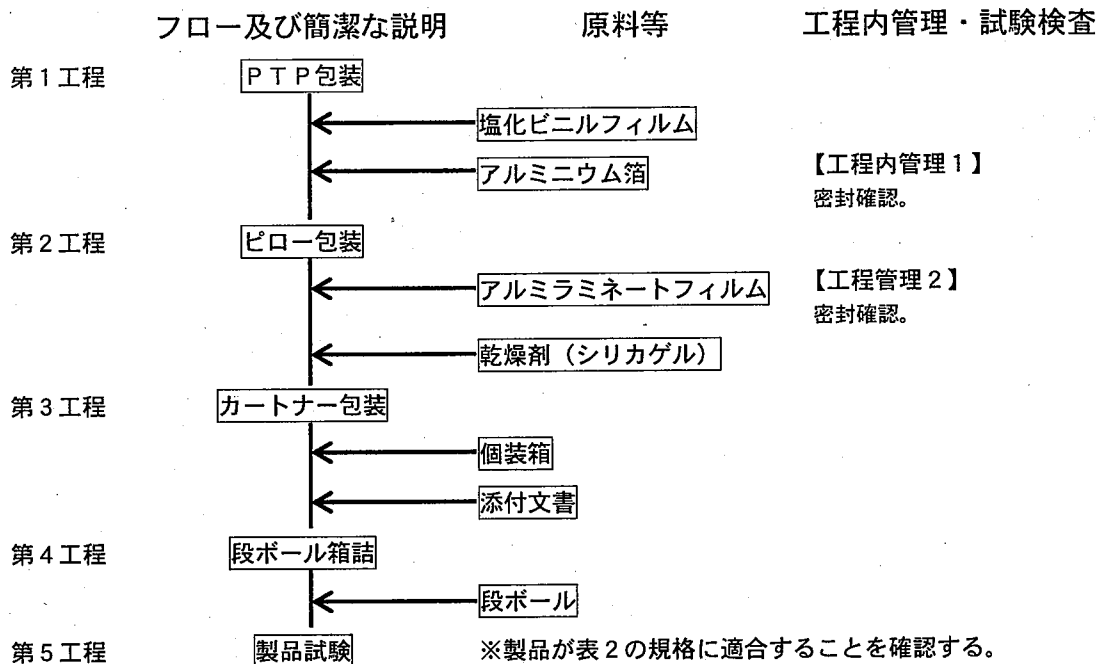 フロー及び簡潔な説明 原料等 工程内管理・試験検査
第1工程 PTP包装
塩化ビニルフィルム
アルミニウム箔 【工程内管理1】
密封確認。
第2工程 ピロー包装
アルミラミネートフィルム 【工程管理2】
密封確認。
乾燥剤（シリカゲル）
第3工程 カートナー包装
個装箱
添付文書
第4工程 段ボール箱詰
段ボール
第5工程 製品試験 ※製品が表2の規格に適合することを確認する。